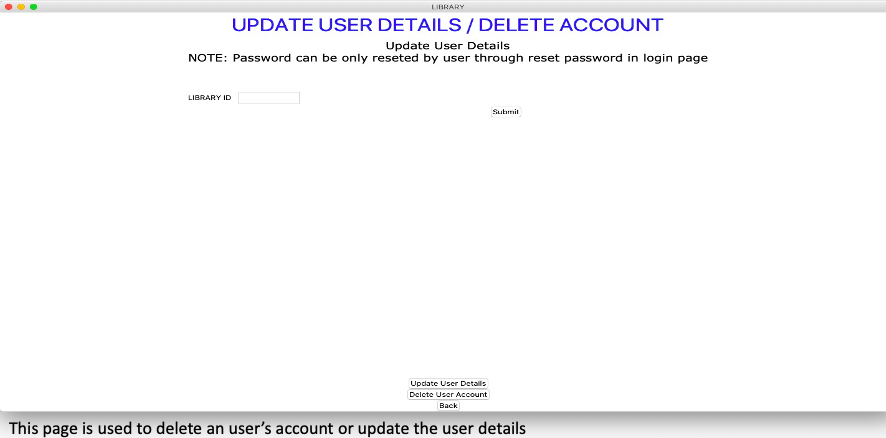 LIBRARY
UPDATE USER DETAILS / DELETE ACCOUNT
Update User Details
NOTE: Password can be only reseted by user through reset password in login page
LIBRARY ID
Submit
Update User Details
Delete User Account
Back
This page is used to delete an user’s account or update the user details